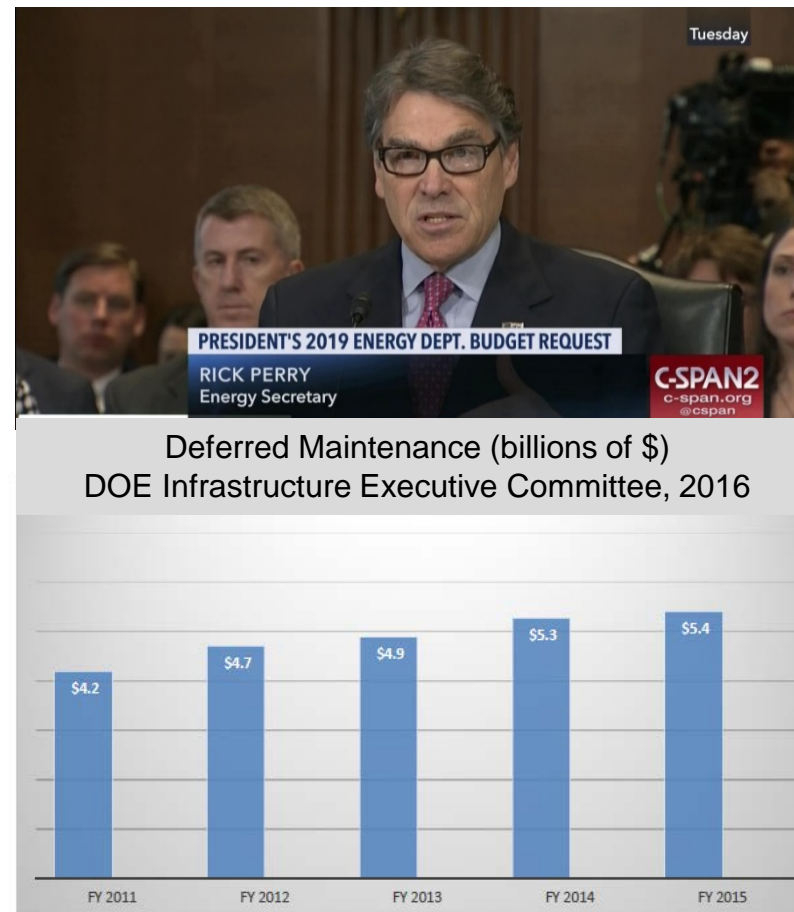 Tuesday
PRESIDENT'S 2019 ENERGY DEPT. BUDGET REQUEST
RICK PERRY
Energy Secretary
C-SPAN2
c-span.org
@cspan
Deferred Maintenance (billions of $)
DOE Infrastructure Executive Committee, 2016
$4.2
$4.7
$4.9
$5.3
$5.4
FY 2011
FY 2012
FY 2013
FY 2014
FY 2015